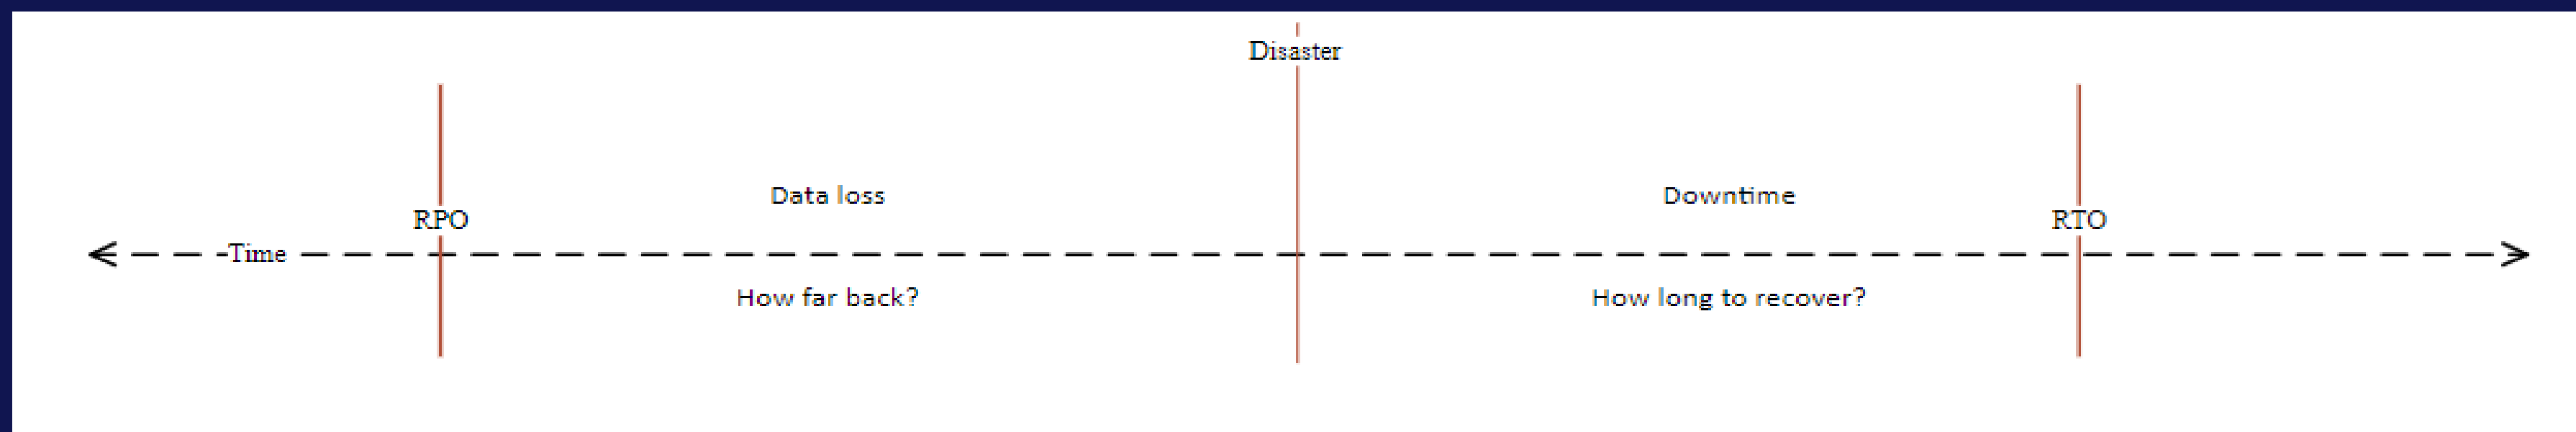 Disaster
Data loss
Downtime
RPO
RTO
Time
How far back?
How long to recover?